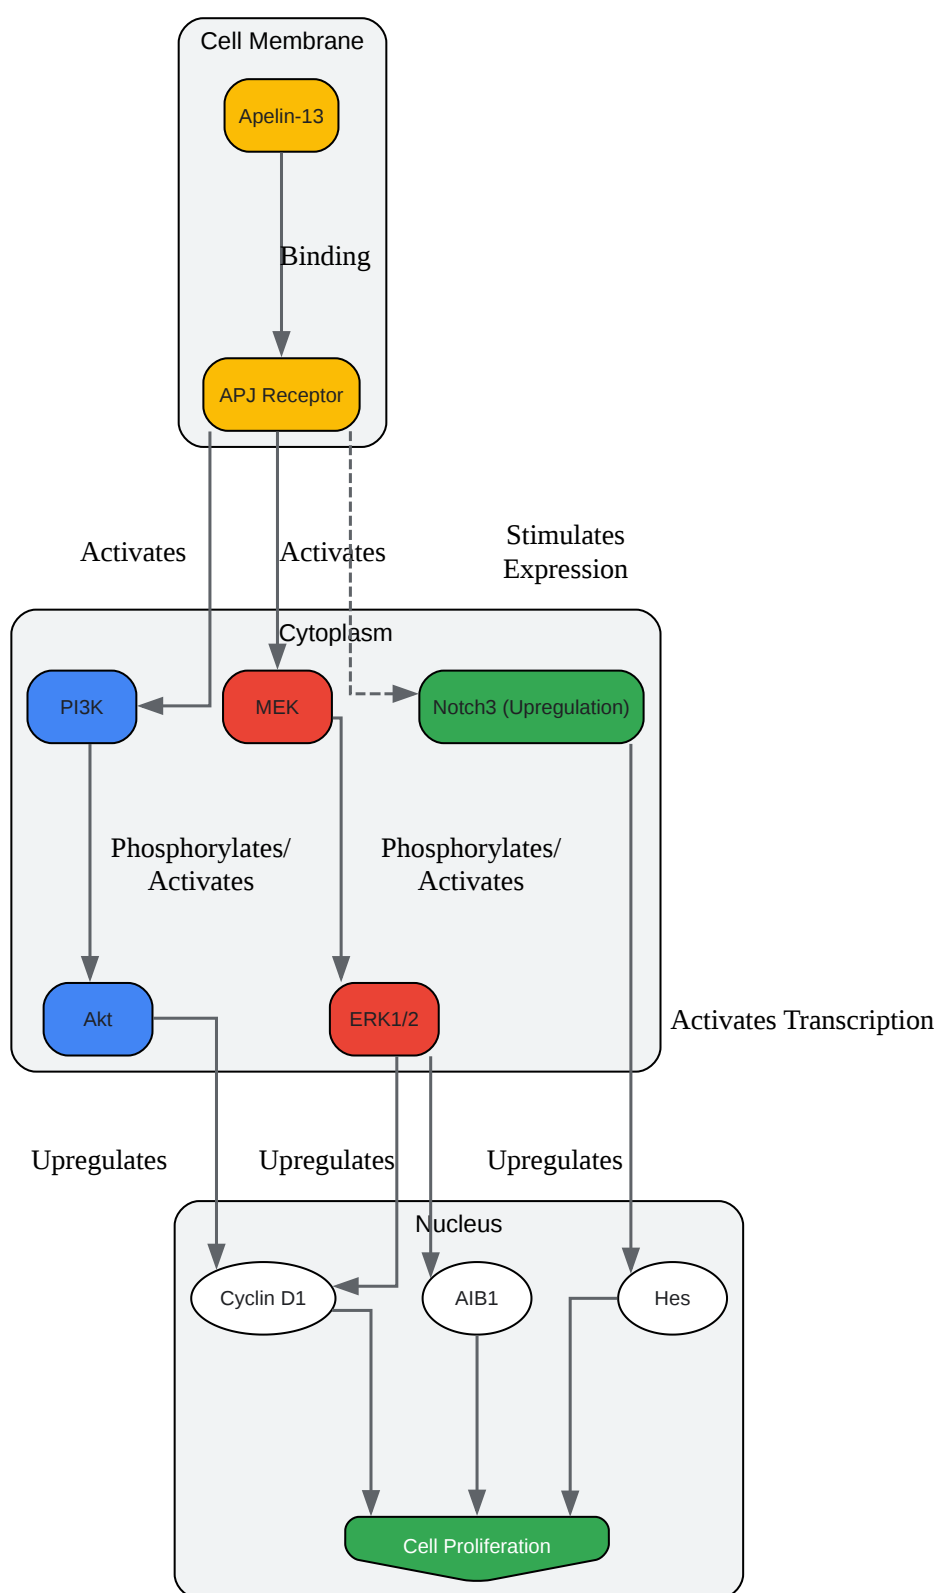 Cell Membrane
Apelin-13
Binding
APJ Receptor
Activates
Activates
Stimulates
Expression
Cytoplasm
PI3K
MEK
Notch3 (Upregulation)
Phosphorylates/
Activates
Phosphorylates/
Activates
Akt
ERK1/2
Activates Transcription
Upregulates
Upregulates
Upregulates
Nucleus
Cyclin D1
AIB1
Hes
Cell Proliferation